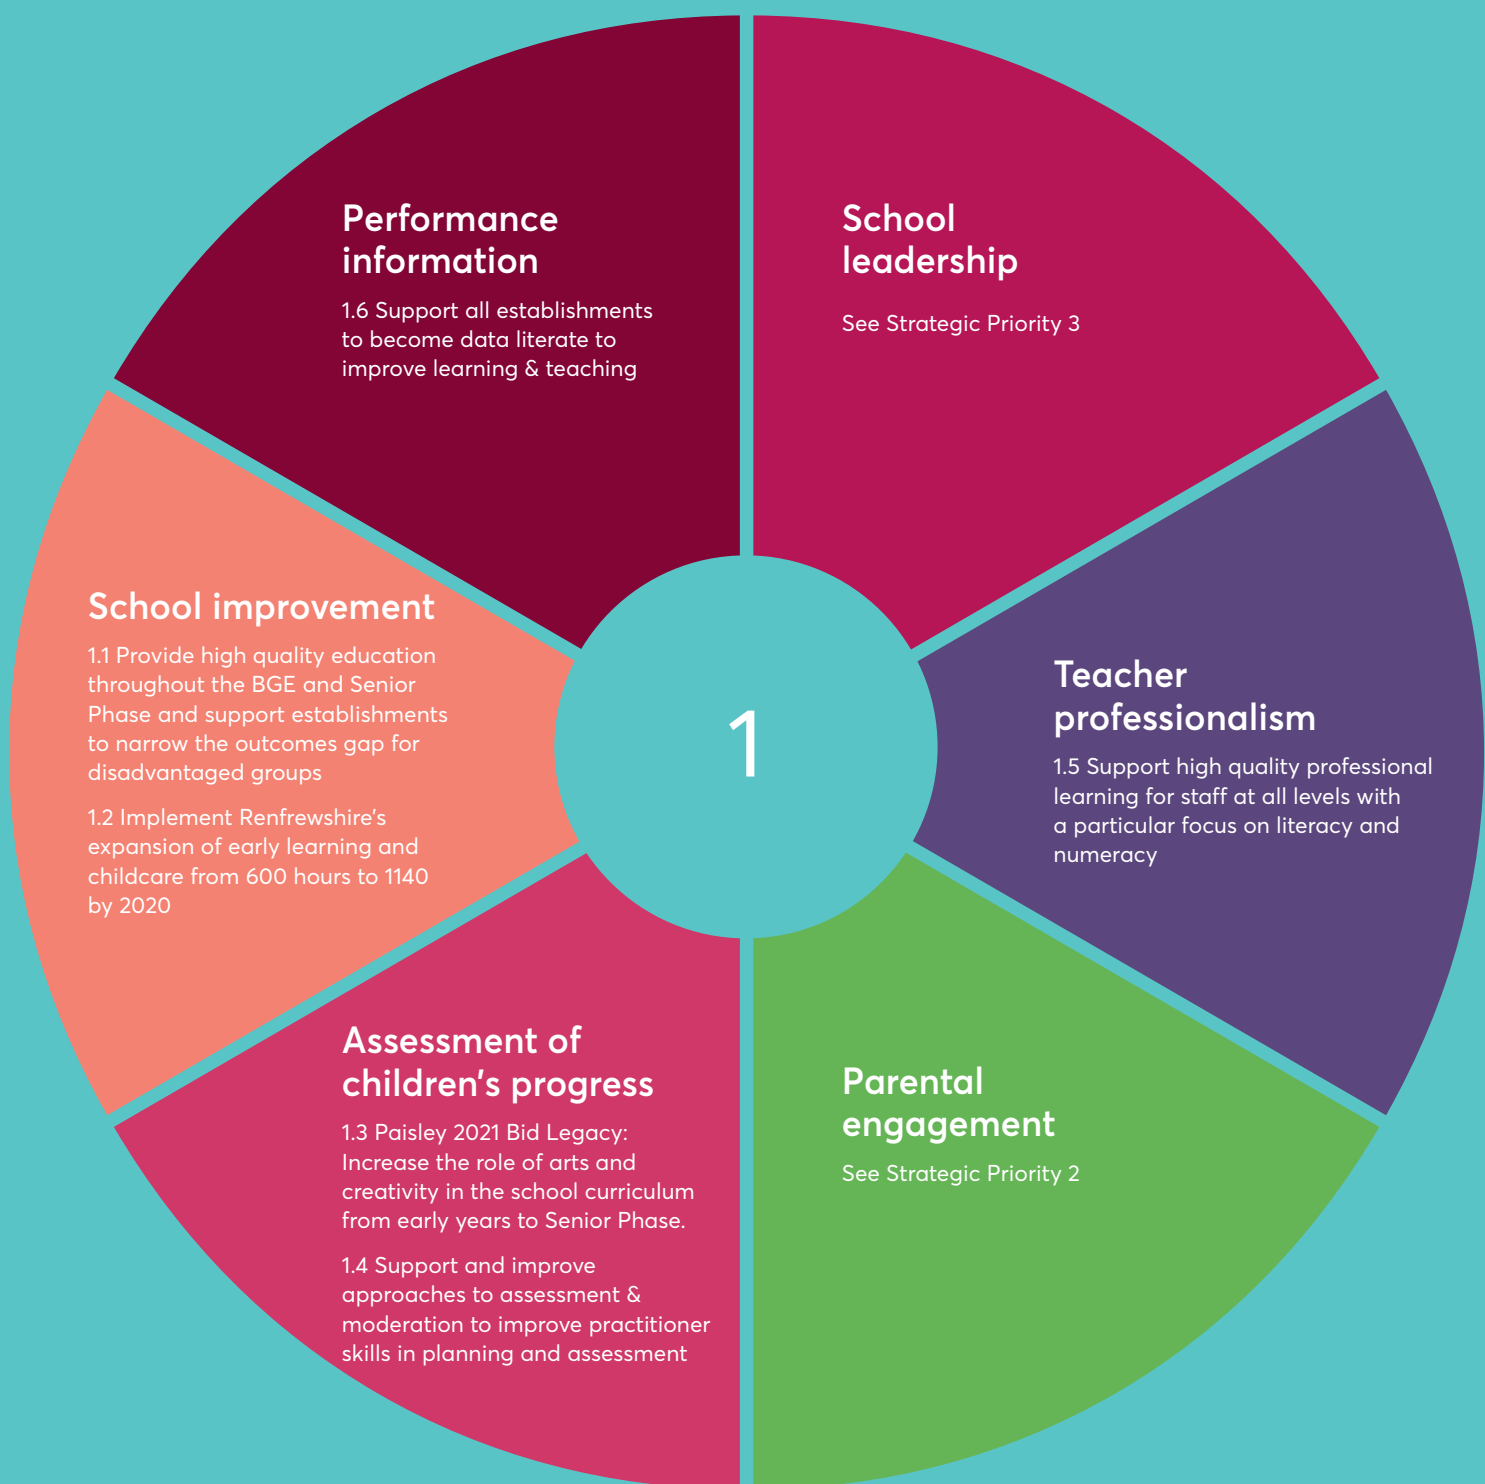 Performance
information
1.6 Support all establishments
to become data literate to
improve learning & teaching
School
leadership
See Strategic Priority 3
School improvement
1.1 Provide high quality education
throughout the BGE and Senior
Phase and support establishments
to narrow the outcomes gap for
disadvantaged groups
1.2 Implement Renfrewshire's
expansion of early learning and
childcare from 600 hours to 1140
by 2020
1
Teacher
professionalism
1.5 Support high quality professional
learning for staff at all levels with
a particular focus on literacy and
numeracy
Assessment of
children's progress
1.3 Paisley 2021 Bid Legacy:
Increase the role of arts and
creativity in the school curriculum
from early years to Senior Phase.
1.4 Support and improve
approaches to assessment &
moderation to improve practitioner
skills in planning and assessment
Parental
engagement
See Strategic Priority 2